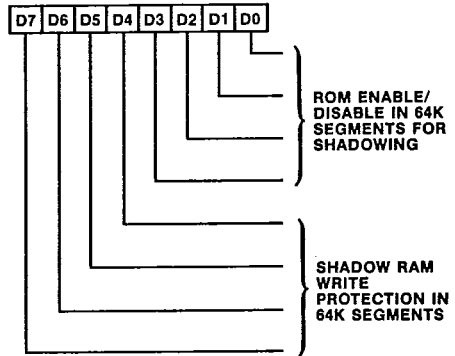 D7 D6 D5 D4 D3 D2 D1 D0
ROM ENABLE/
DISABLE IN 64K
SEGMENTS FOR
SHADOWING
SHADOW RAM
WRITE
PROTECTION IN
64K SEGMENTS